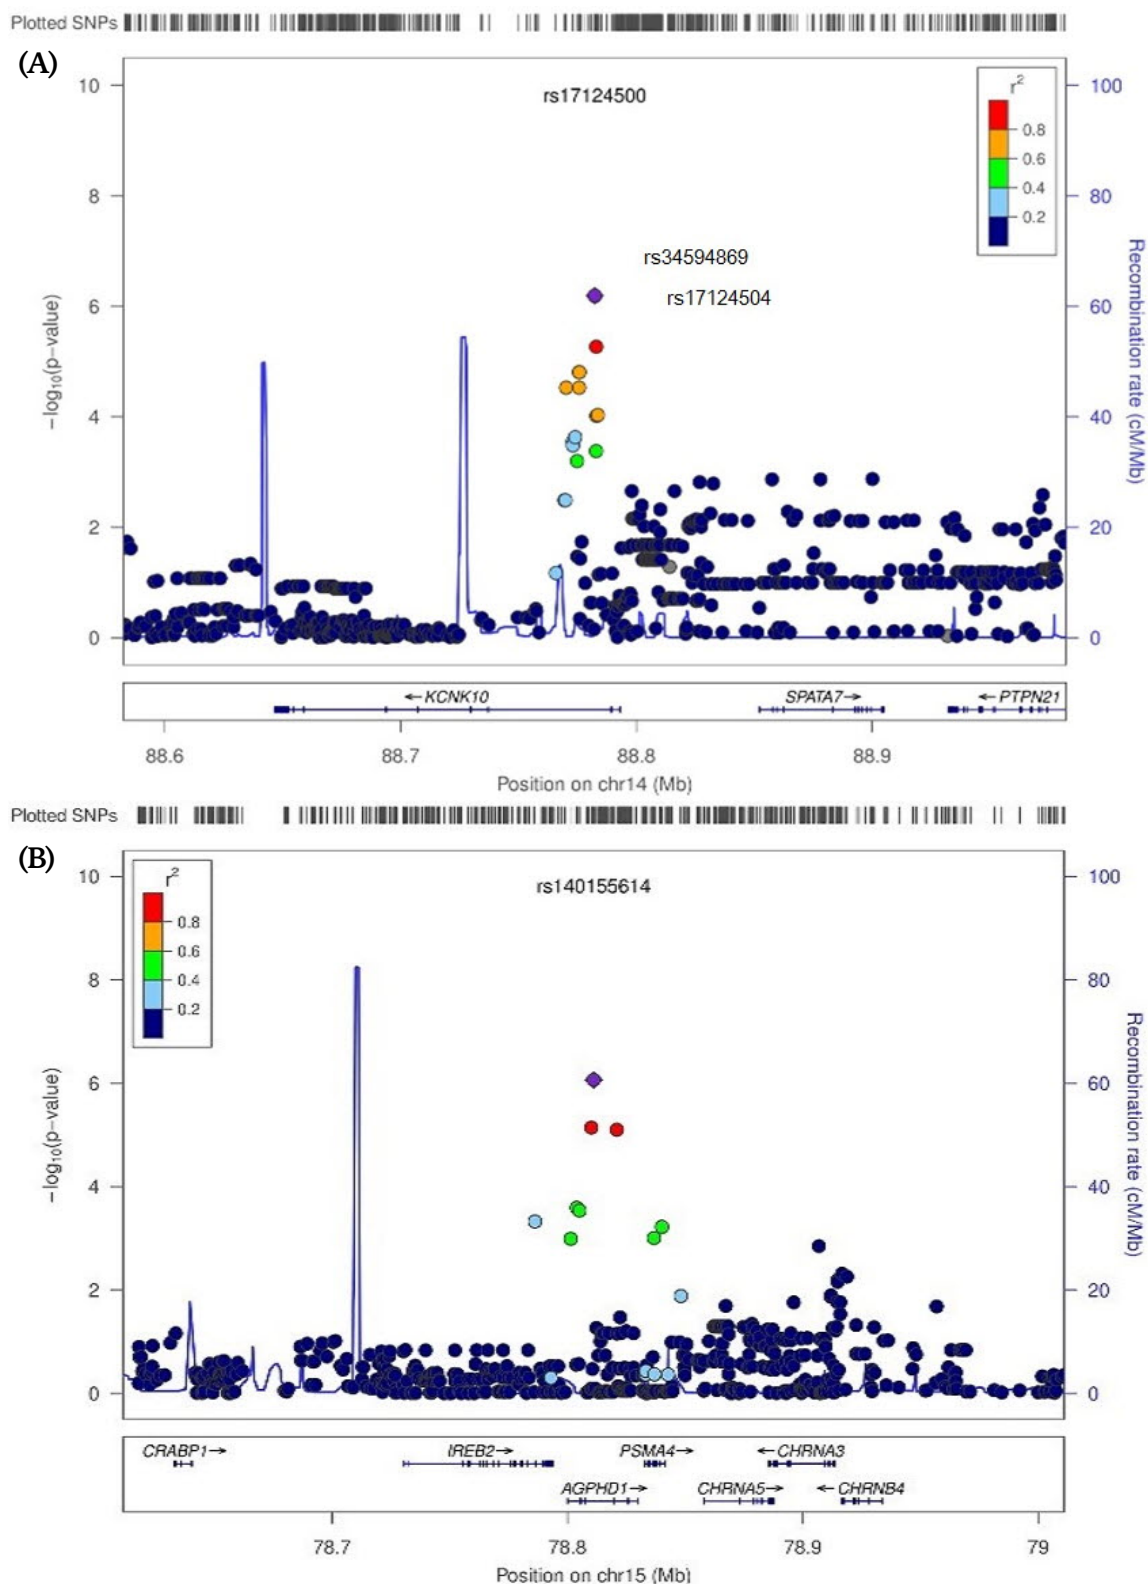 Plotted SNPs
(A)
rs17124500
r2
0.8
0.6
0.4
0.2
rs34594869
rs17124504
10
8
6
4
2
0
−log10(p−value)
100
80
60
40
20
0
Recombination rate (cM/Mb)
←KCNK10
SPATA7→
←PTPN21
88.6 88.7 88.8 88.9
Position on chr14 (Mb)
Plotted SNPs
(B)
rs140155614
r2
0.8
0.6
0.4
0.2
10
8
6
4
2
0
−log10(p−value)
100
80
60
40
20
0
Recombination rate (cM/Mb)
CRABP1→ IREB2→ PSMA4→ ←CHRNA3
AGPHD1→ CHRNA5→ ←CHRNB4
78.7 78.8 78.9 79
Position on chr15 (Mb)